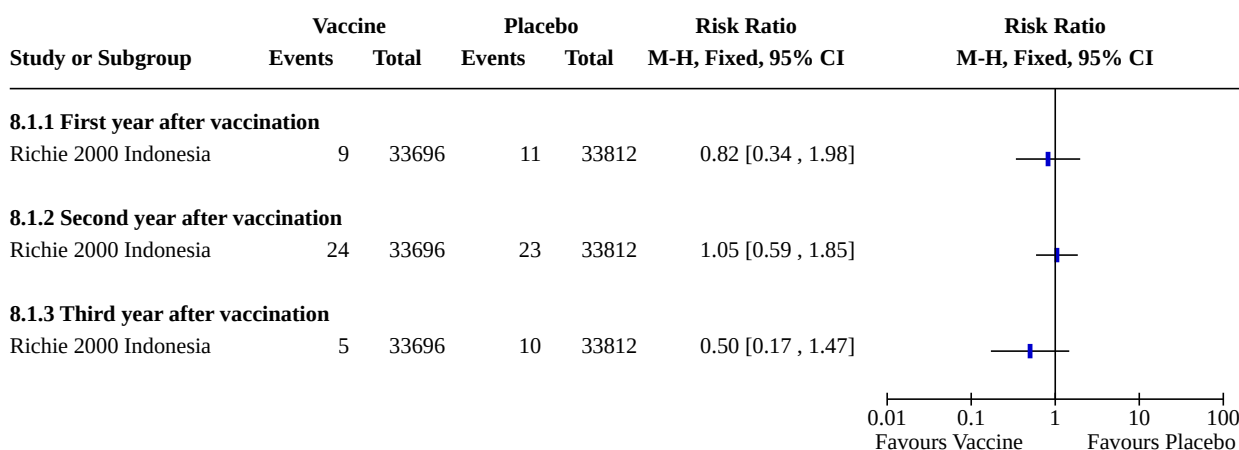 Vaccine Placebo Risk Ratio Risk Ratio
Study or Subgroup Events Total Events Total M-H, Fixed, 95% CI M-H, Fixed, 95% CI
8.1.1 First year after vaccination
Richie 2000 Indonesia 9 33696 11 33812 0.82 [0.34 , 1.98]
8.1.2 Second year after vaccination
Richie 2000 Indonesia 24 33696 23 33812 1.05 [0.59 , 1.85]
8.1.3 Third year after vaccination
Richie 2000 Indonesia 5 33696 10 33812 0.50 [0.17 , 1.47]
0.01 0.1 1 10 100
Favours Vaccine Favours Placebo